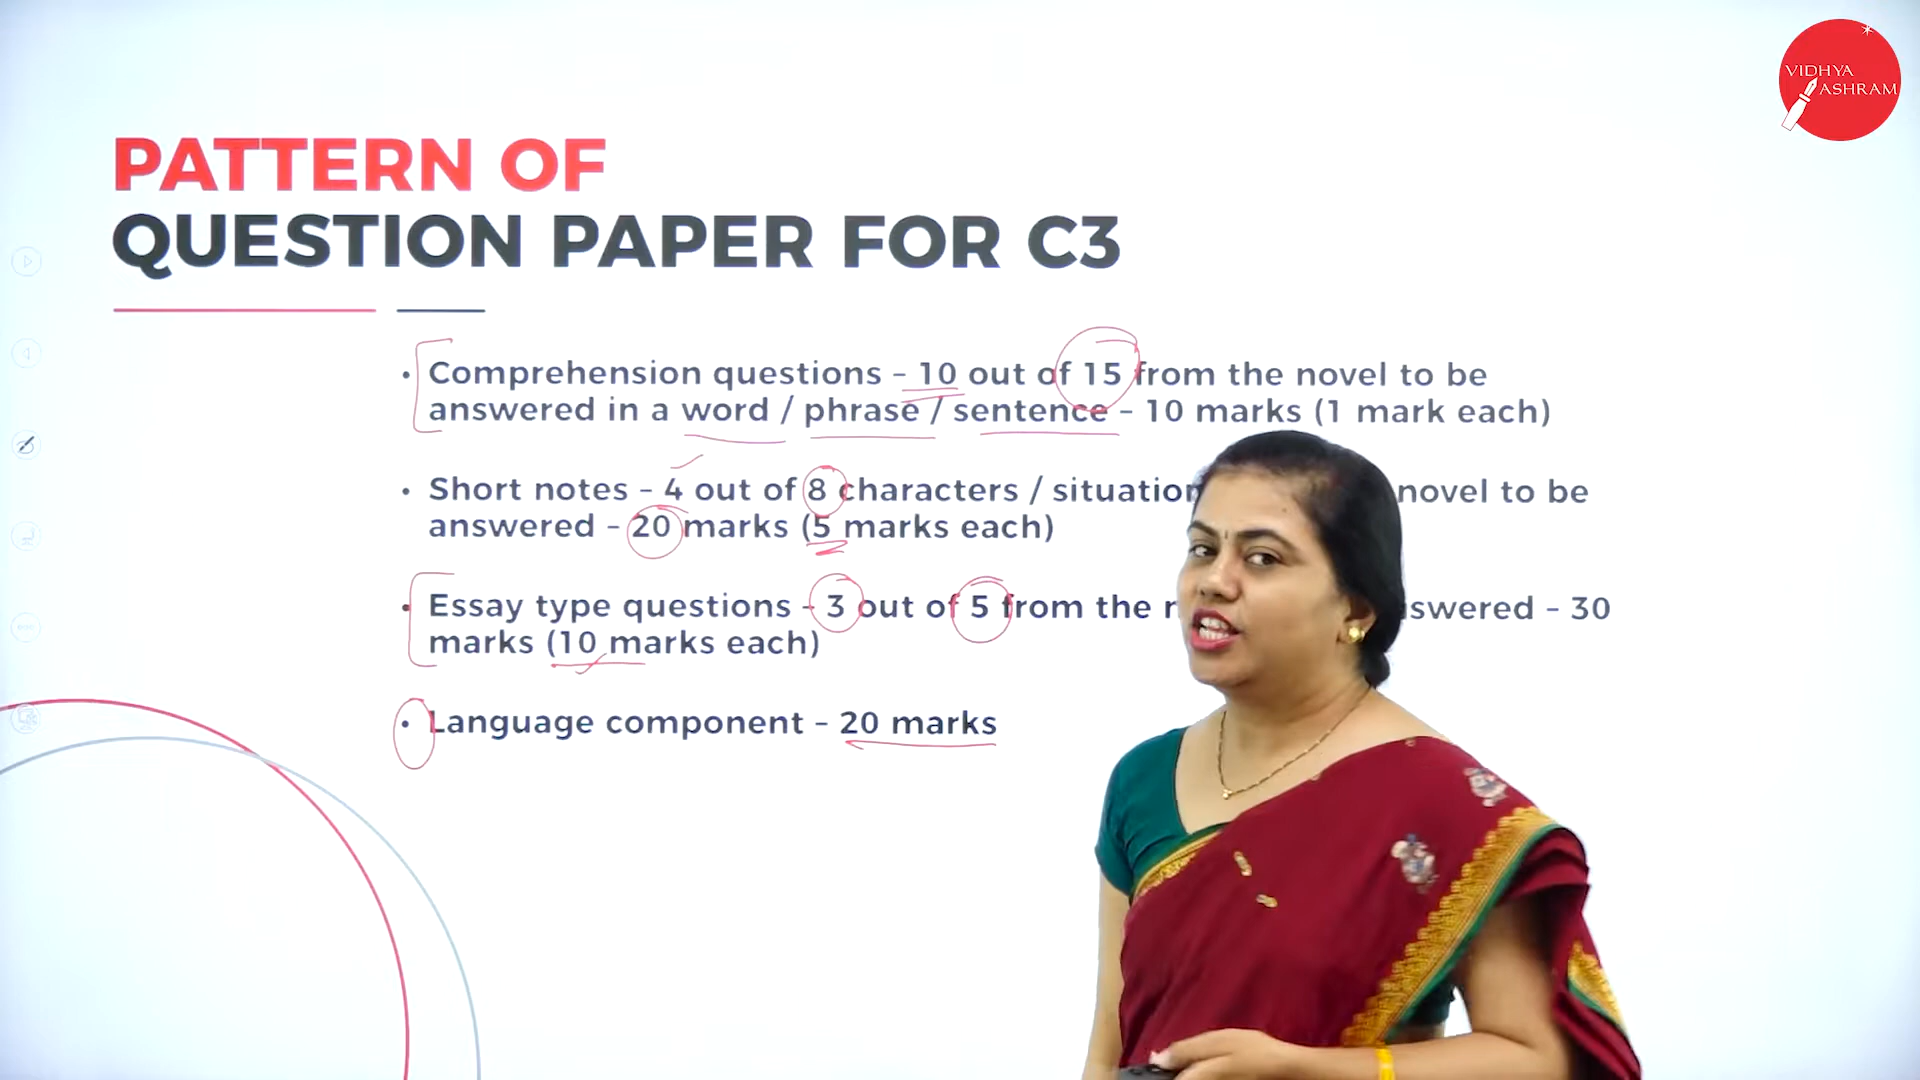 VIDHYA
ASHRAM
PATTERN OF
QUESTION PAPER FOR C3
• Comprehension questions – 10 out of 15 from the novel to be
answered in a word / phrase / sentence – 10 marks (1 mark each)
• Short notes – 4 out of 8 characters / situation novel to be
answered – 20 marks (5 marks each)
• Essay type questions – 3 out of 5 from the swered – 30
marks (10 marks each)
• Language component – 20 marks